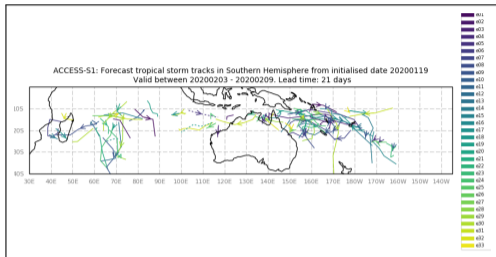 ACCESS-S1: Forecast tropical storm tracks in Southern Hemisphere from initialised date 20200119
Valid between 20200203 - 20200209. Lead time: 21 days
10S
20S
30S
40S
30E 40E 50E 60E 70E 80E 90E 100E 110E 120E 130E 140E 150E 160E 170E 180W 170W 160W 150W 140W
e01
e02
e03
e04
e05
e06
e07
e08
e09
e10
e11
e12
e13
e14
e15
e16
e17
e18
e19
e20
e21
e22
e23
e24
e25
e26
e27
e28
e29
e30
e31
e32
e33